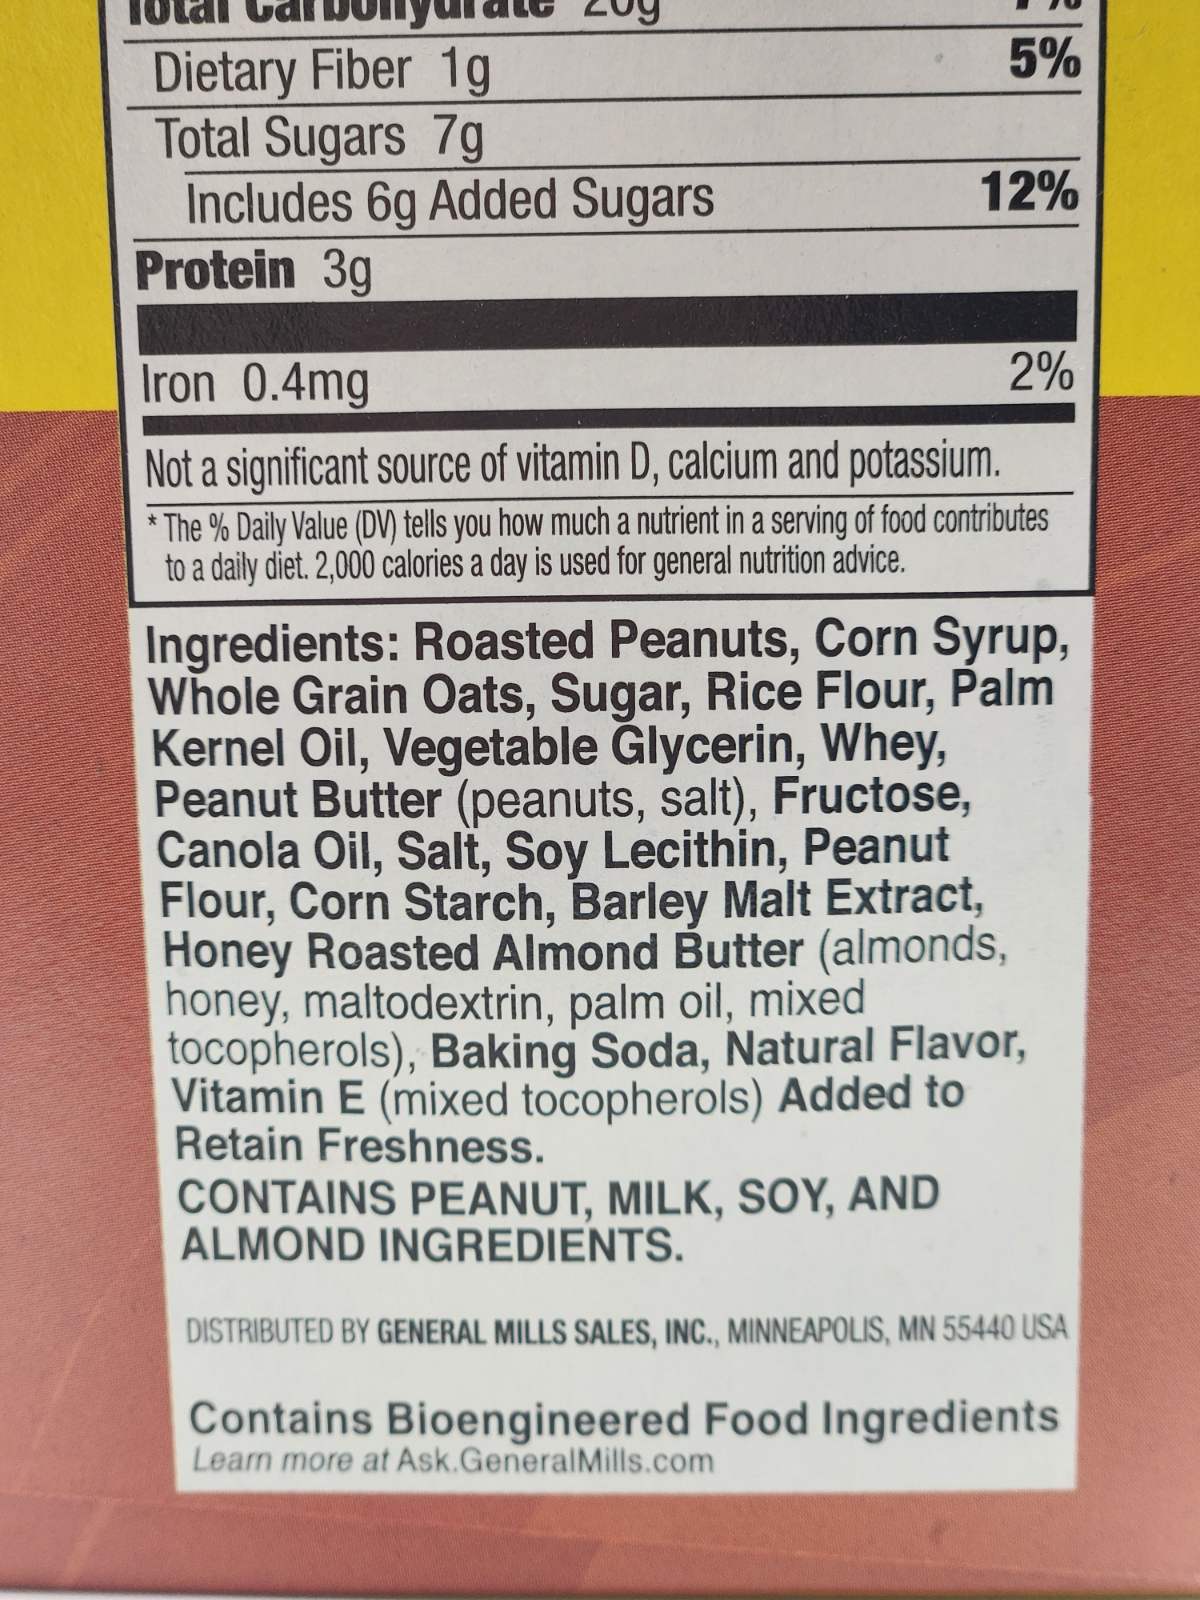 Total Carbohydrate 20g
Dietary Fiber 1g 5%
Total Sugars 7g
Includes 6g Added Sugars 12%
Protein 3g
Iron 0.4mg 2%
Not a significant source of vitamin D, calcium and potassium.
* The % Daily Value (DV) tells you how much a nutrient in a serving of food contributes
to a daily diet. 2,000 calories a day is used for general nutrition advice.
Ingredients: Roasted Peanuts, Corn Syrup,
Whole Grain Oats, Sugar, Rice Flour, Palm
Kernel Oil, Vegetable Glycerin, Whey,
Peanut Butter (peanuts, salt), Fructose,
Canola Oil, Salt, Soy Lecithin, Peanut
Flour, Corn Starch, Barley Malt Extract,
Honey Roasted Almond Butter (almonds,
honey, maltodextrin, palm oil, mixed
tocopherols), Baking Soda, Natural Flavor,
Vitamin E (mixed tocopherols) Added to
Retain Freshness.
CONTAINS PEANUT, MILK, SOY, AND
ALMOND INGREDIENTS.
DISTRIBUTED BY GENERAL MILLS SALES, INC., MINNEAPOLIS, MN 55440 USA
Contains Bioengineered Food Ingredients
Learn more at Ask.GeneralMills.com